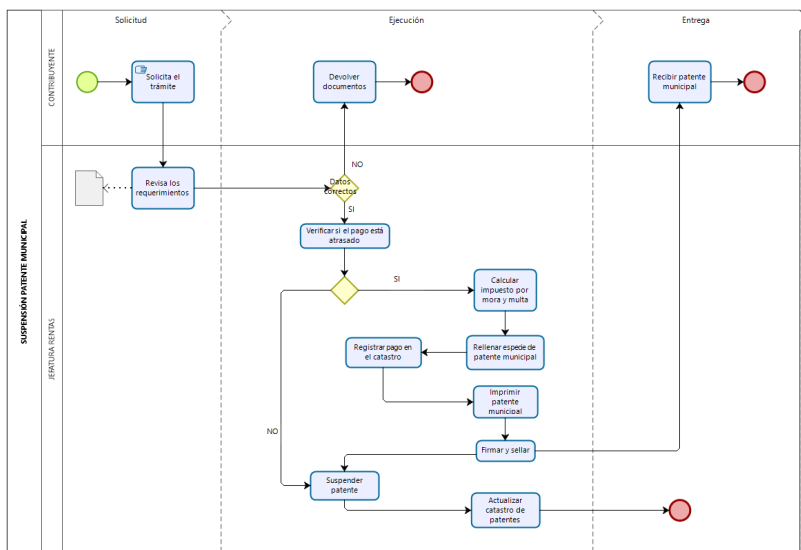 SUSPENSIÓN PATENTE MUNICIPAL
Solicitud
Ejecución
Entrega
CONTRIBUYENTE
Solicita el
trámite
Devolver
documentos
Recibir patente
municipal
JEFATURA RENTAS
NO
Revisa los
requerimientos
Datos
correctos
SI
Verificar si el pago está
atrasado
SI
Calcular
impuesto por
mora y multa
Registrar pago en
el catastro
Rellenar espede de
patente municipal
Imprimir
patente
municipal
NO
Firmar y sellar
Suspender
patente
Actualizar
catastro de
patentes